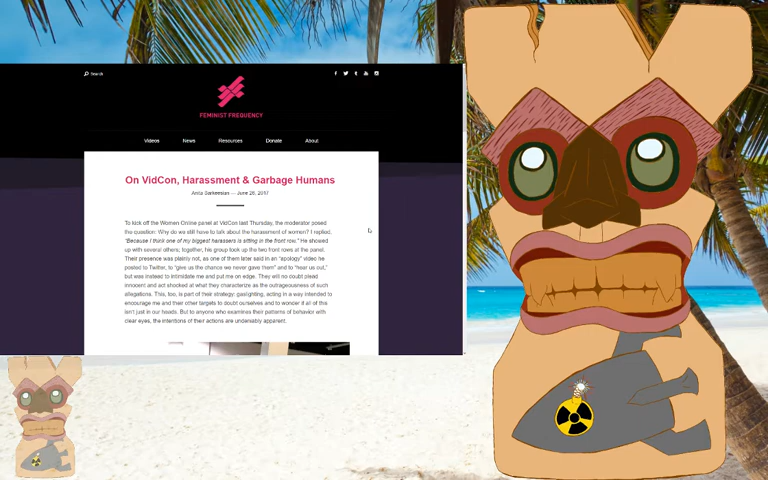 Search
FEMINIST FREQUENCY
Videos News Resources Donate About
On VidCon, Harassment & Garbage Humans
Anita Sarkeesian — June 26, 2017
To kick off the Women Online panel at VidCon last Thursday, the moderator posed
the question: Why do we still have to talk about the harassment of women? I replied,
"Because I think one of my biggest harassers is sitting in the front row." He showed
up with several others; together, his group took up the two front rows at the panel.
Their presence was plainly not, as one of them later said in an "apology" video he
posted to Twitter, to "give us the chance we never gave them" and to "hear us out,"
but was instead to intimidate me and put me on edge. They will no doubt plead
innocent and act shocked at what they characterize as the outrageousness of such
allegations. This, too, is part of their strategy: gaslighting, acting in a way intended to
encourage me and their other targets to doubt ourselves and to wonder if all of this
isn't just in our heads. But to anyone who examines their patterns of behavior with
clear eyes, the intentions of their actions are undeniably apparent.